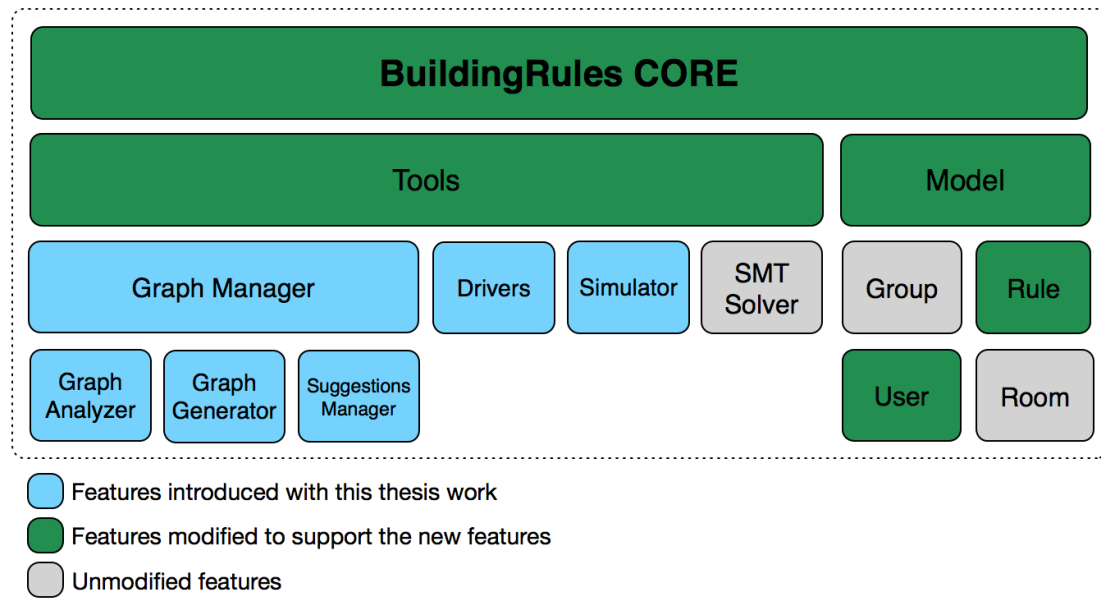 BuildingRules CORE
Tools
Model
Graph Manager
Drivers
Simulator
SMT
Solver
Group
Rule
Graph
Analyzer
Graph
Generator
Suggestions
Manager
User
Room
Features introduced with this thesis work
Features modified to support the new features
Unmodified features